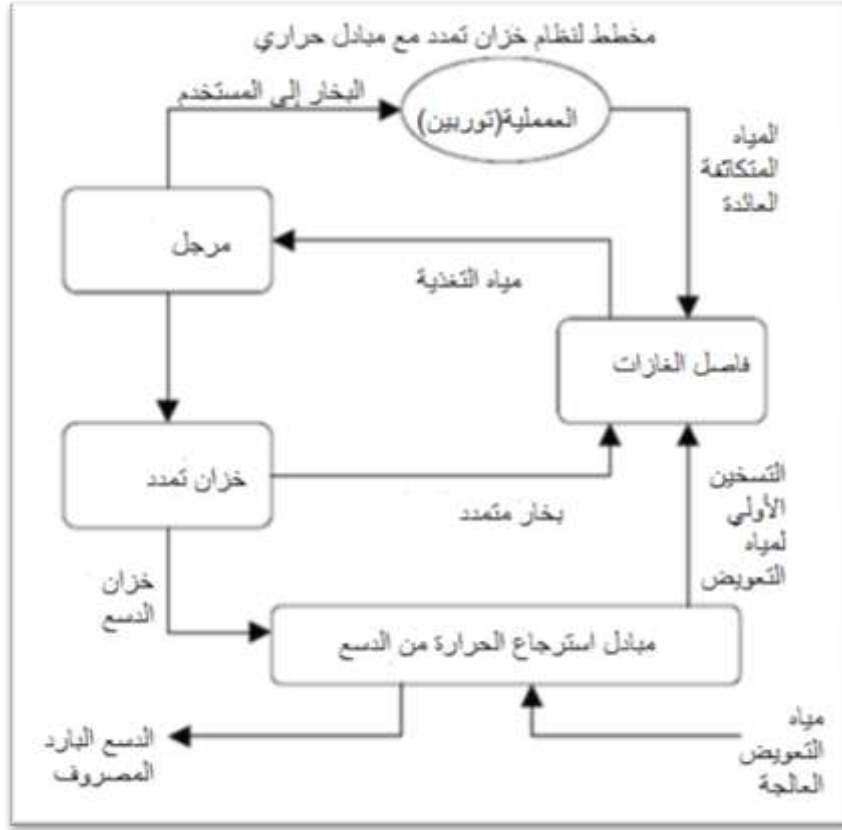 مخطط لنظام خزان تمدد مع مبادل حراري
البخار إلى المستخدم
العمملية(توربين)
المياه
المتكاثفة
العائدة
مرجل
مياه التغذية
فاصل الغازات
خزان تمدد
بخار متمدد
التسخين
الأولي
لمياه
التعويض
خزان
الدسع
مبادل استرجاع الحرارة من الدسع
الدسع البارد
المصروف
مياه
التعويض
العالجة